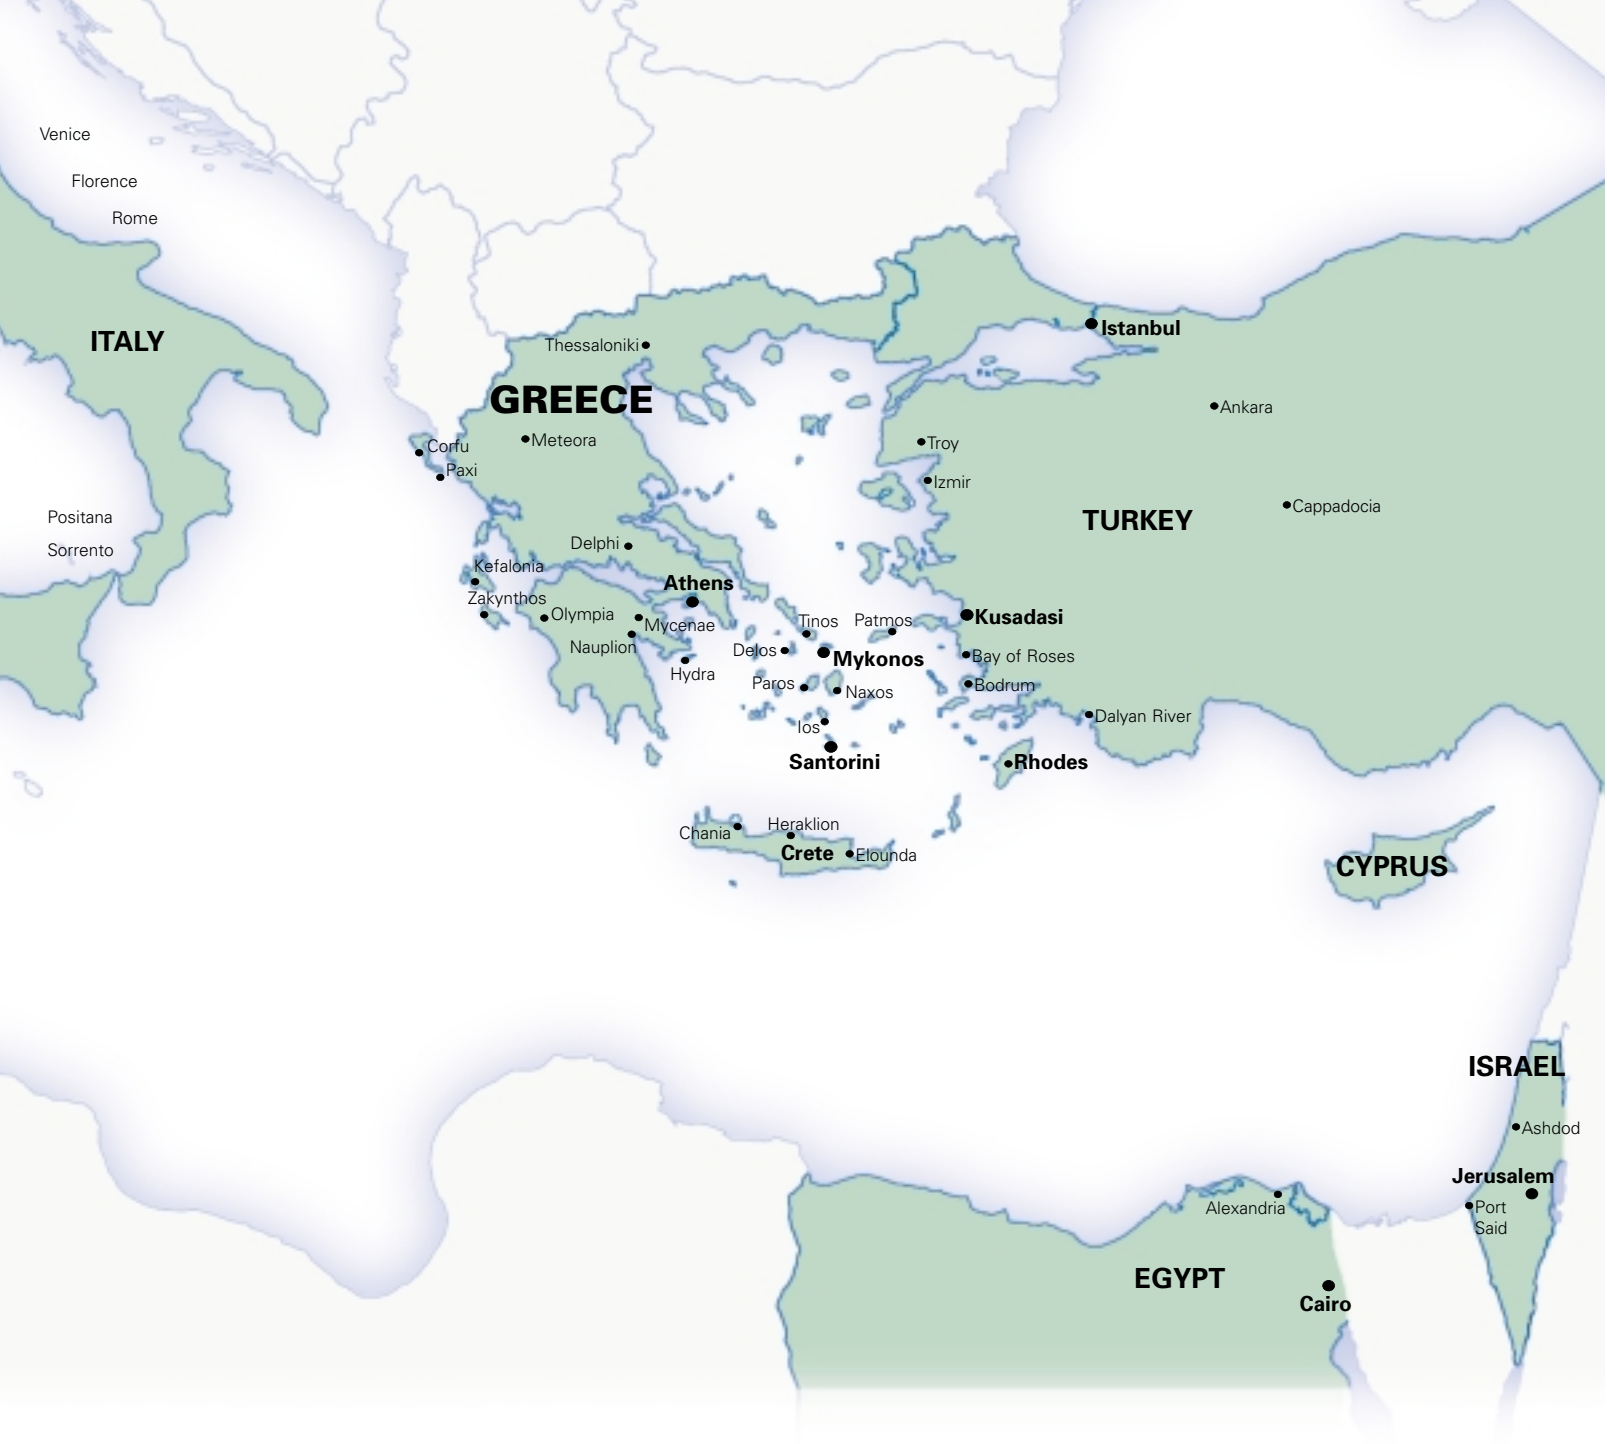 Venice
Florence
Rome
ITALY
Istanbul
Thessaloniki
GREECE
Ankara
Meteora
Troy
Corfu
Paxi
Izmir
Cappadocia
Positana
TURKEY
Sorrento
Delphi
Kefalonia
Athens
Zakynthos
Olympia
Mycenae
Tinos
Patmos
Kusadasi
Nauplion
Delos
Mykonos
Bay of Roses
Hydra
Paros
Naxos
Bodrum
Ios
Dalyan River
Santorini
Rhodes
Chania
Heraklion
Crete
Elounda
CYPRUS
ISRAEL
Ashdod
Jerusalem
Alexandria
Port
Said
EGYPT
Cairo